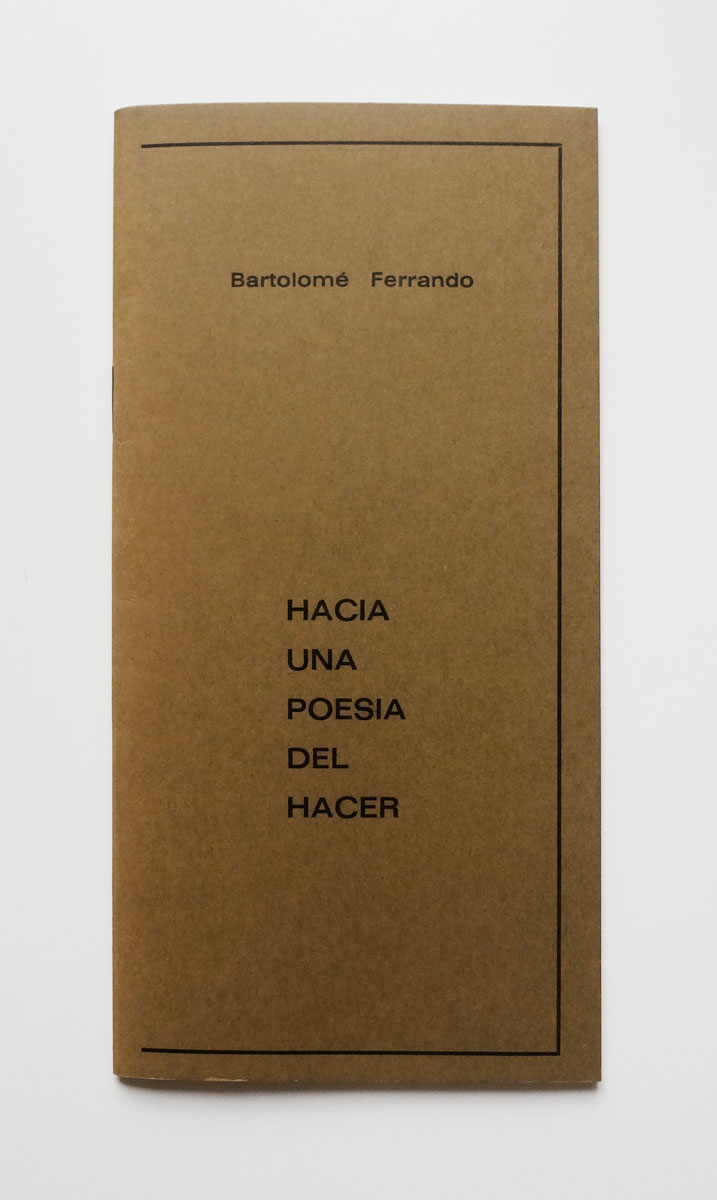 Bartolomé Ferrando
HACIA
UNA
POESIA
DEL
HACER